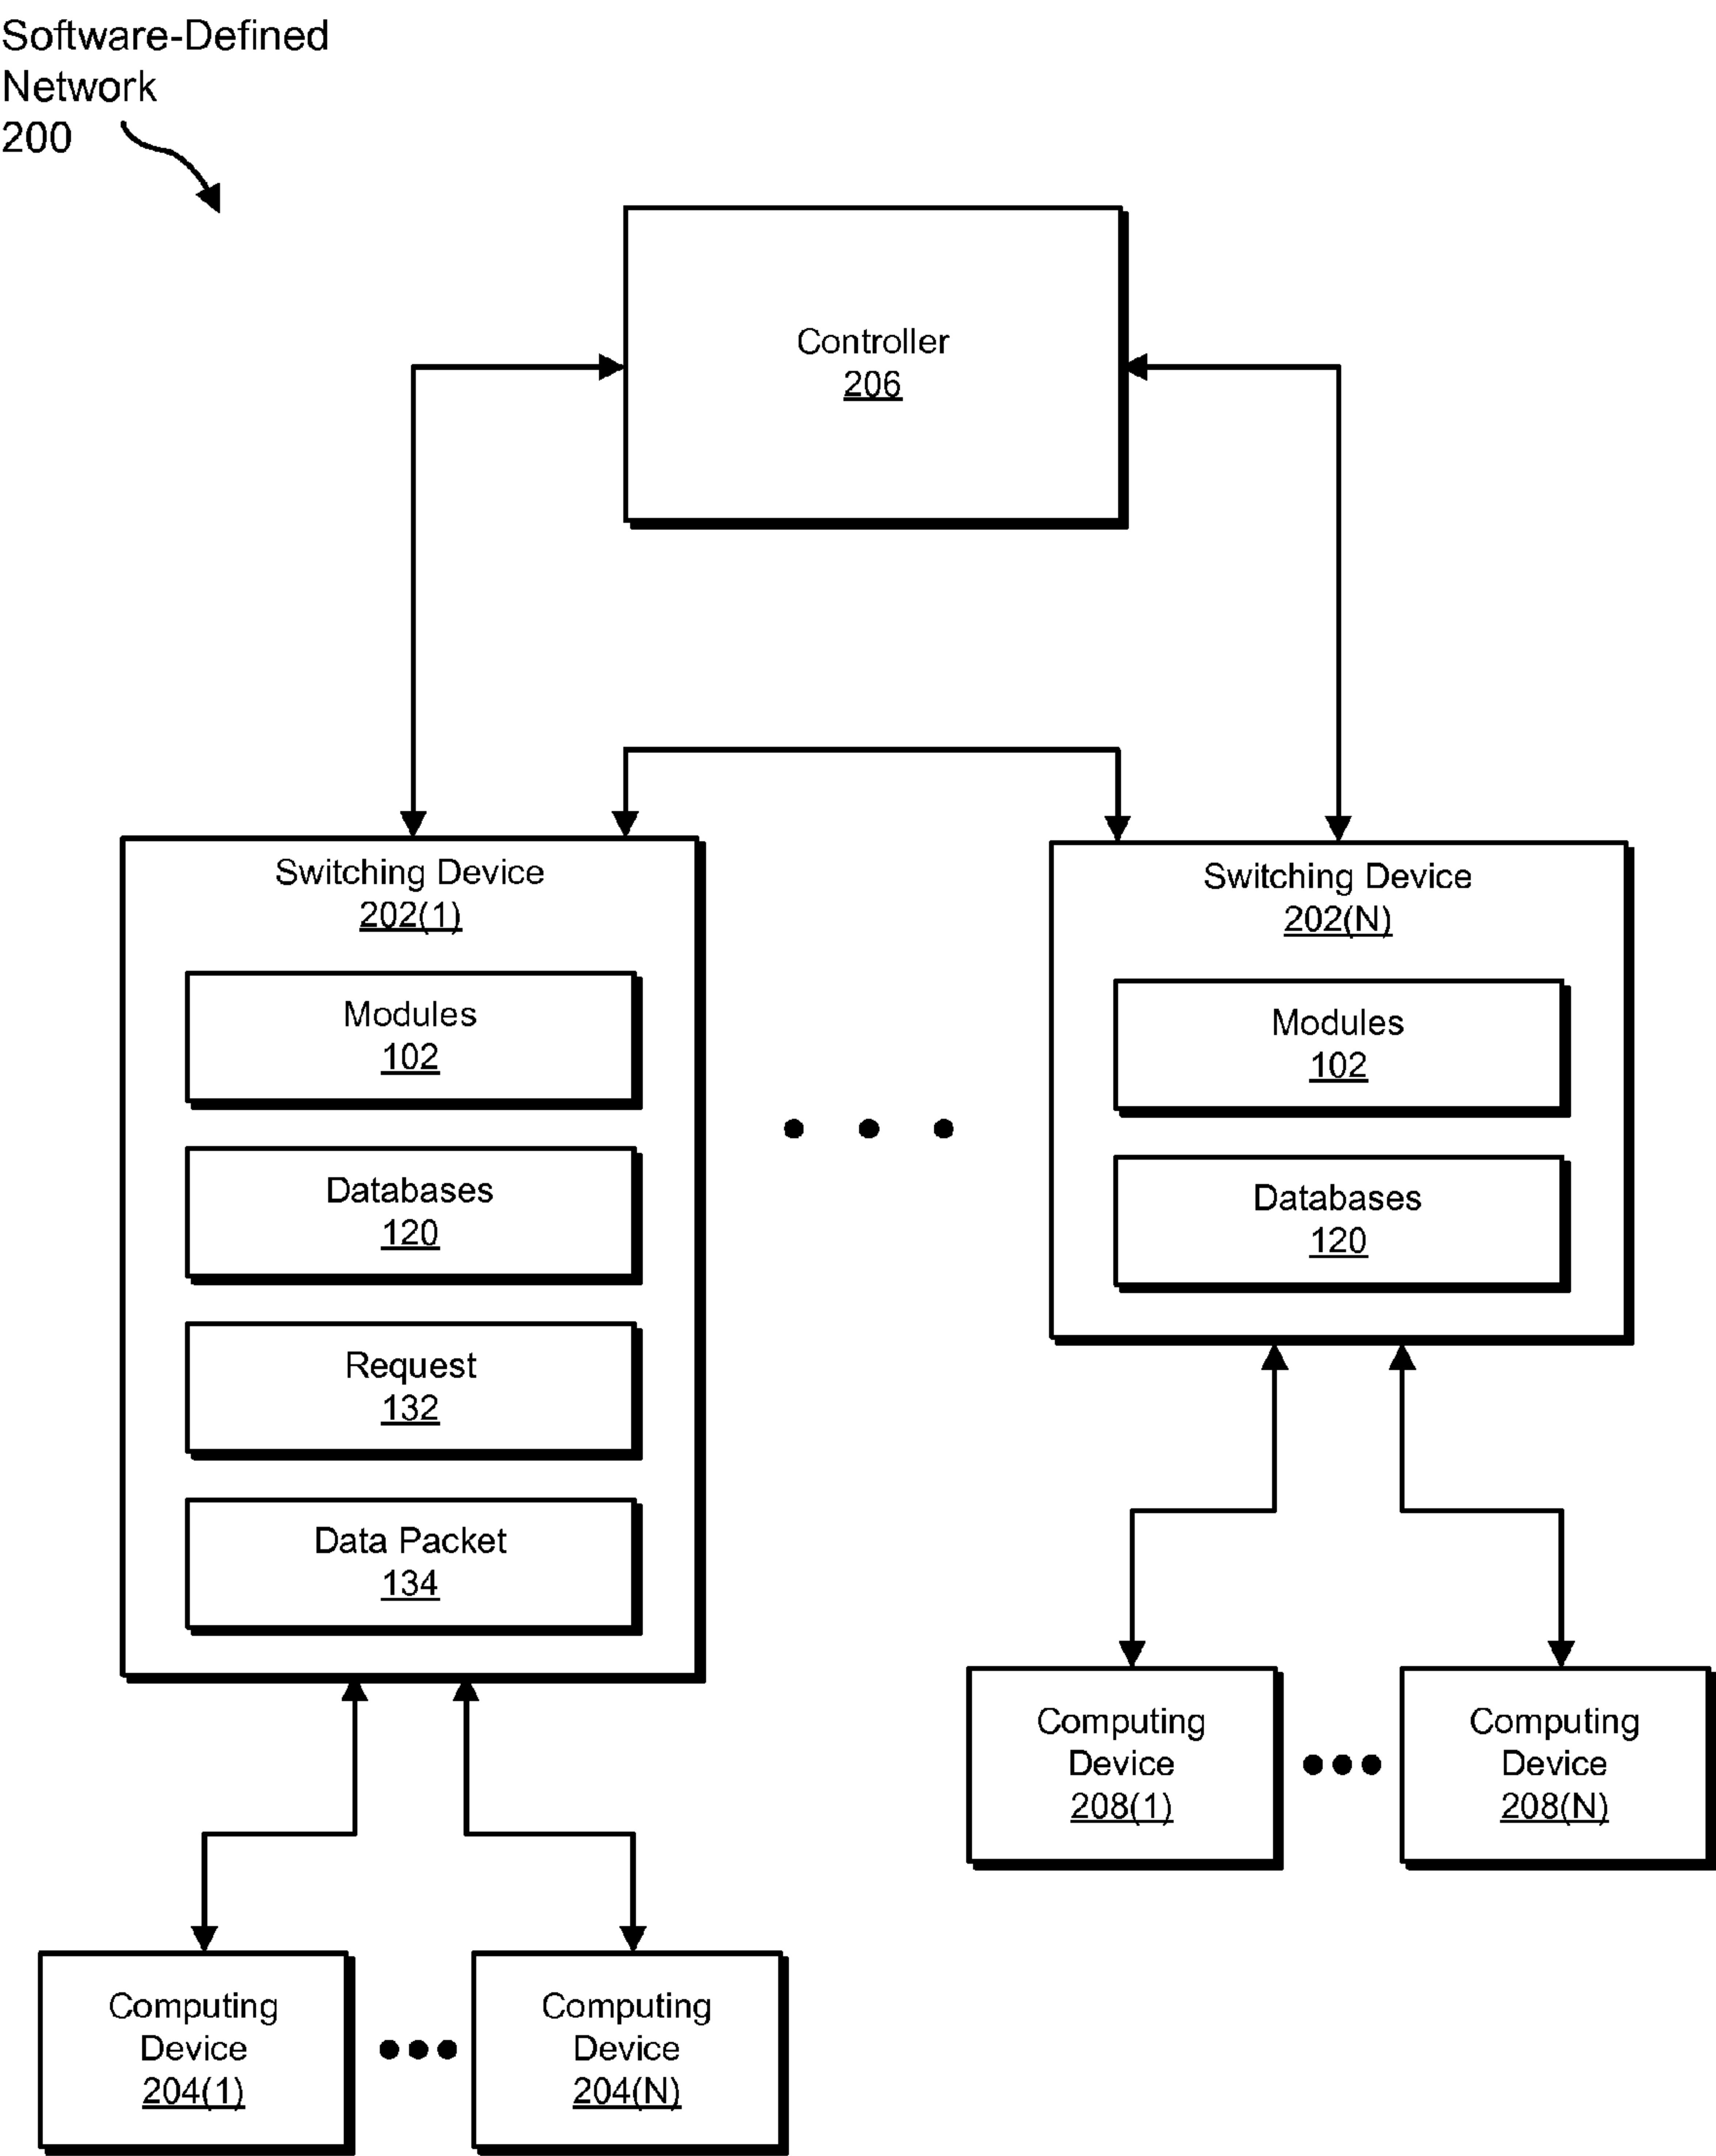 Software-Defined
Network
200
Controller
206
Switching Device
202(1)
Modules
102
Databases
120
Request
132
Data Packet
134
Switching Device
202(N)
Modules
102
Databases
120
Computing
Device
208(1)
Computing
Device
208(N)
Computing
Device
204(1)
Computing
Device
204(N)